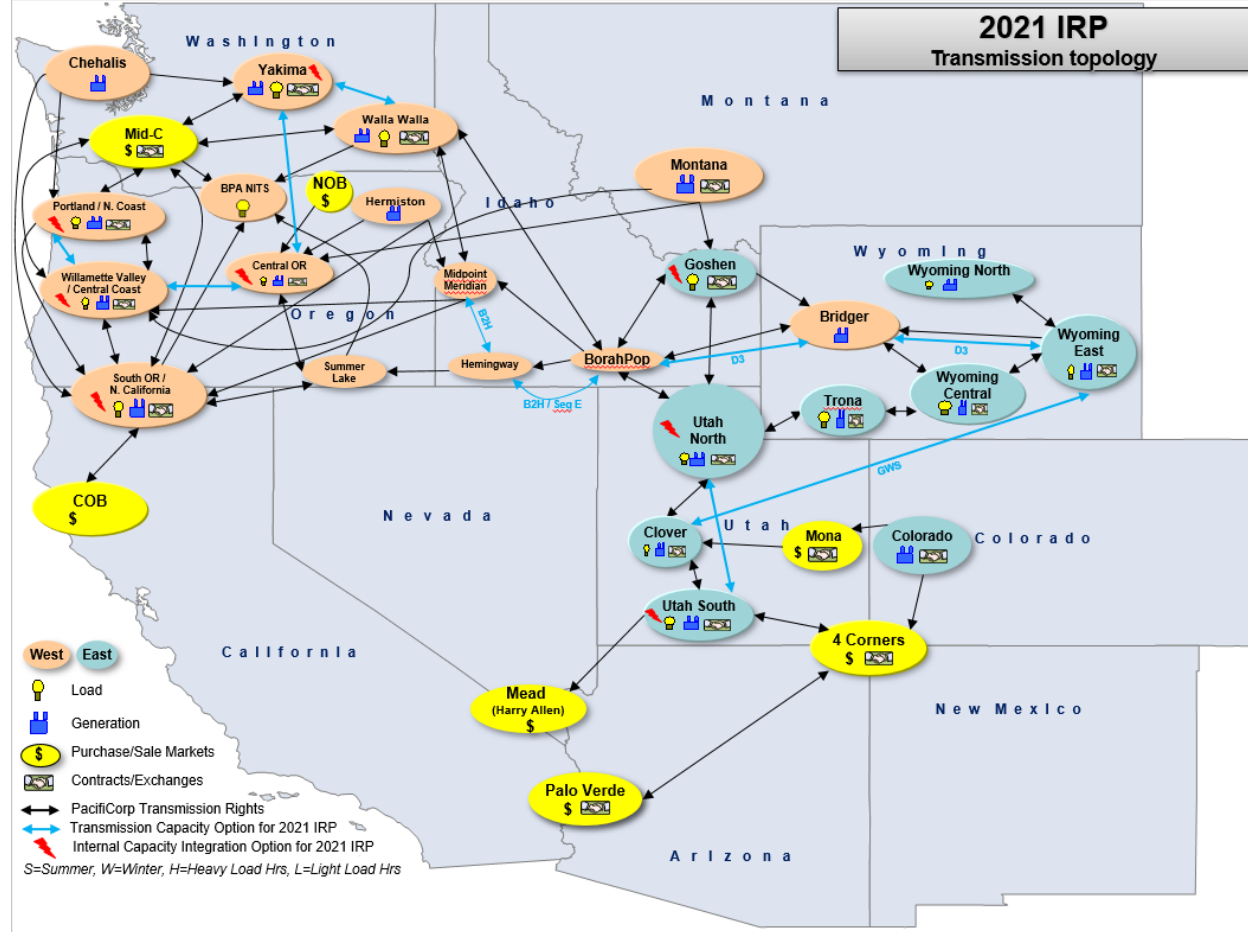 2021 IRP
Transmission topology
Washington
Chehalis
Yakima
Montana
Mid-C
$
Walla Walla
Montana
BPA NITS
NOB
$
Hermiston
Idaho
Portland / N. Coast
Wyoming
Willamette Valley
/ Central Coast
Central OR
Midpoint
Meridian
Goshen
Wyoming North
Oregon
B2H
Bridger
Wyoming
East
South OR /
N. California
Summer
Lake
Hemingway
BorahPop
D3
D3
Wyoming
Central
B2H / Seg E
Trona
Utah
North
GWS
COB
$
Nevada
Clover
Utah
Mona
$
Colorado
Colorado
Utah South
4 Corners
$
California
West
East
Load
Generation
$
Purchase/Sale Markets
Contracts/Exchanges
PacifiCorp Transmission Rights
Transmission Capacity Option for 2021 IRP
Internal Capacity Integration Option for 2021 IRP
S=Summer, W=Winter, H=Heavy Load Hrs, L=Light Load Hrs
Mead
(Harry Allen)
$
New Mexico
Palo Verde
$
Arizona